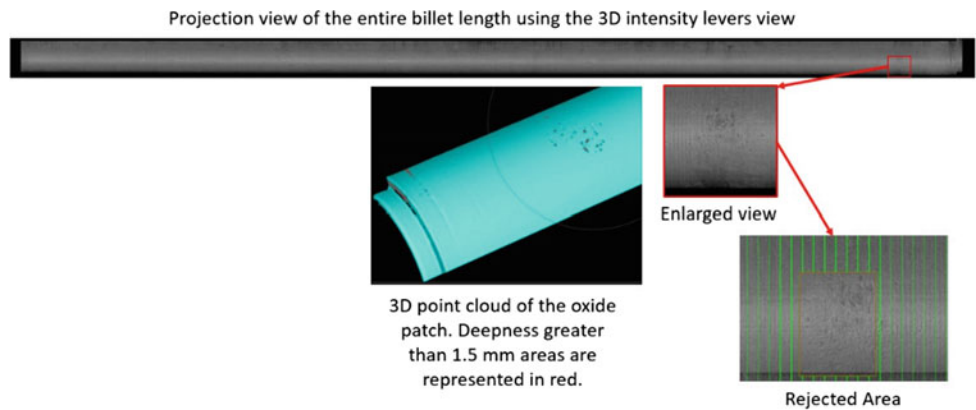 Projection view of the entire billet length using the 3D intensity levers view
Enlarged view
3D point cloud of the oxide
patch. Deepness greater
than 1.5 mm areas are
represented in red.
Rejected Area